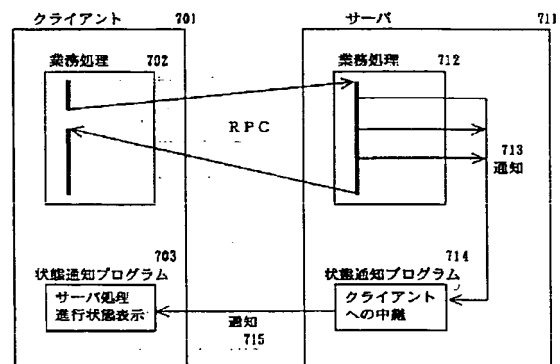 クライアント 701
サーバ 711
業務処理 702
業務処理 712
RPC
713
通知
703
状態通知プログラム
サーバ処理
進行状態表示
714
状態通知プログラム
クライアント
への中継
通知
715